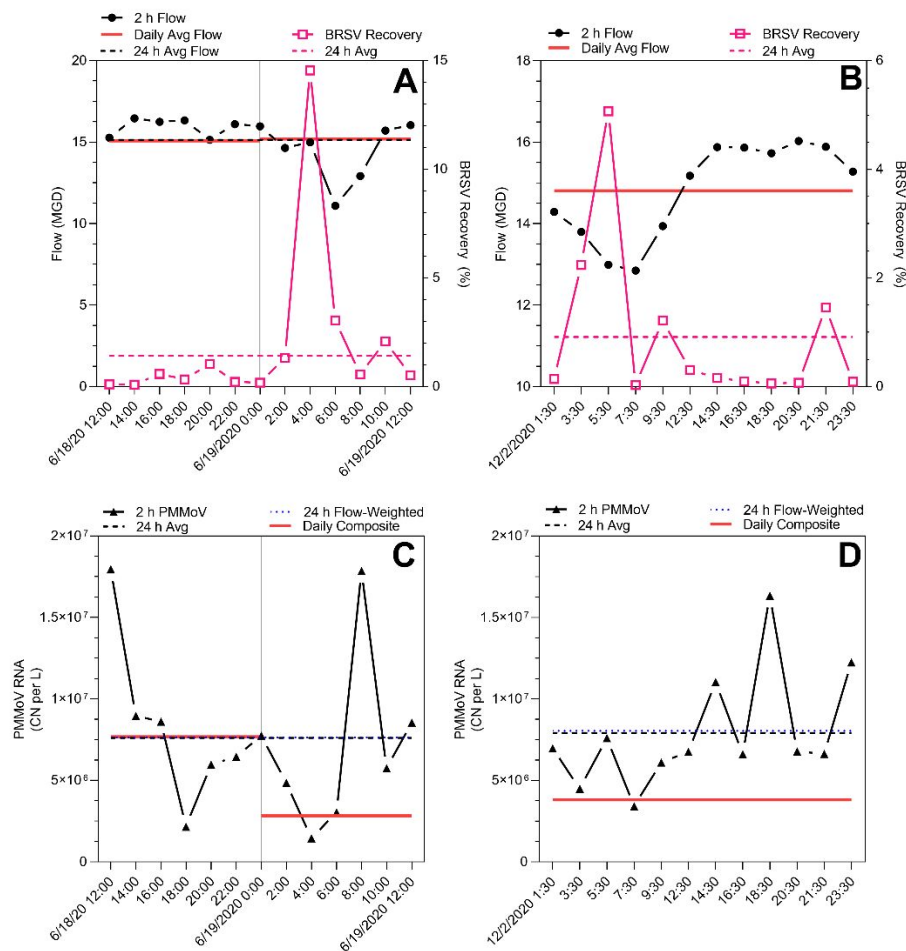 2 h Flow
Daily Avg Flow
24 h Avg Flow
BRSV Recovery
24 h Avg
A
20
15
10
5
0
Flow (MGD)
15
10
5
0
BRSV Recovery (%)
6/18/20 12:00
14:00
16:00
18:00
20:00
22:00
6/19/2020 0:00
2:00
4:00
6:00
8:00
10:00
6/19/2020 12:00
2 h Flow
Daily Avg Flow
BRSV Recovery
24 h Avg
B
18
16
14
12
10
Flow (MGD)
6
4
2
0
BRSV Recovery (%)
12/2/2020 1:30
3:30
5:30
7:30
9:30
12:30
14:30
16:30
18:30
20:30
21:30
23:30
2 h PMMoV
24 h Avg
24 h Flow-Weighted
Daily Composite
C
2×10⁷
1.5×10⁷
1×10⁷
5×10⁶
0
PMMoV RNA
(CN per L)
6/18/20 12:00
14:00
16:00
18:00
20:00
22:00
6/19/2020 0:00
2:00
4:00
6:00
8:00
10:00
6/19/2020 12:00
2 h PMMoV
24 h Avg
24 h Flow-Weighted
Daily Composite
D
2×10⁷
1.5×10⁷
1×10⁷
5×10⁶
0
PMMoV RNA
(CN per L)
12/2/2020 1:30
3:30
5:30
7:30
9:30
12:30
14:30
16:30
18:30
20:30
21:30
23:30